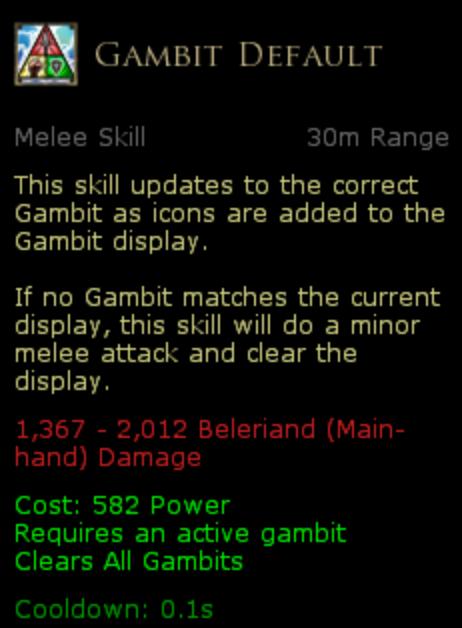 Gambit Default
Melee Skill 30m Range
This skill updates to the correct
Gambit as icons are added to the
Gambit display.
If no Gambit matches the current
display, this skill will do a minor
melee attack and clear the
display.
1,367 - 2,012 Beleriand (Main-
hand) Damage
Cost: 582 Power
Requires an active gambit
Clears All Gambits
Cooldown: 0.1s